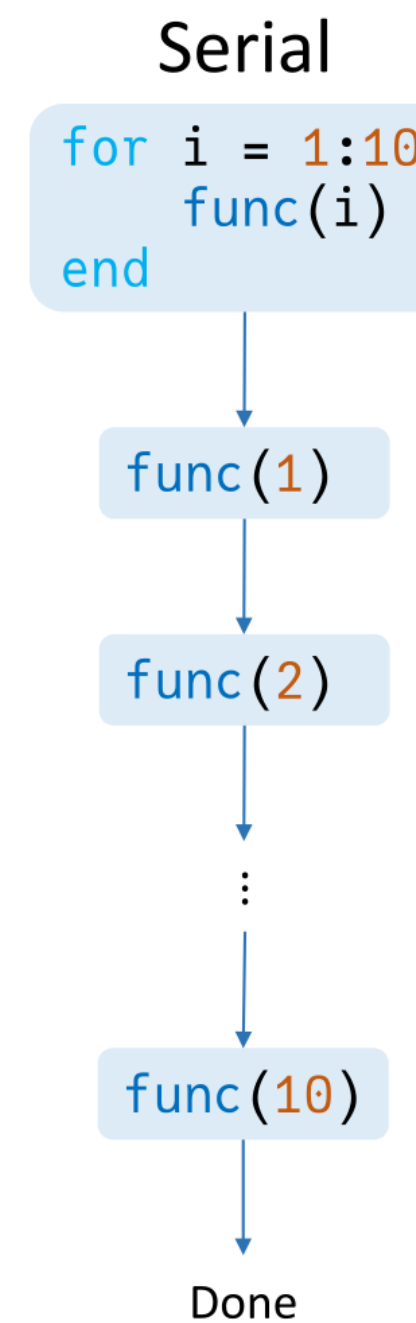 Serial
for i = 1:10
func(i)
end
func(1)
func(2)
⋮
func(10)
Done